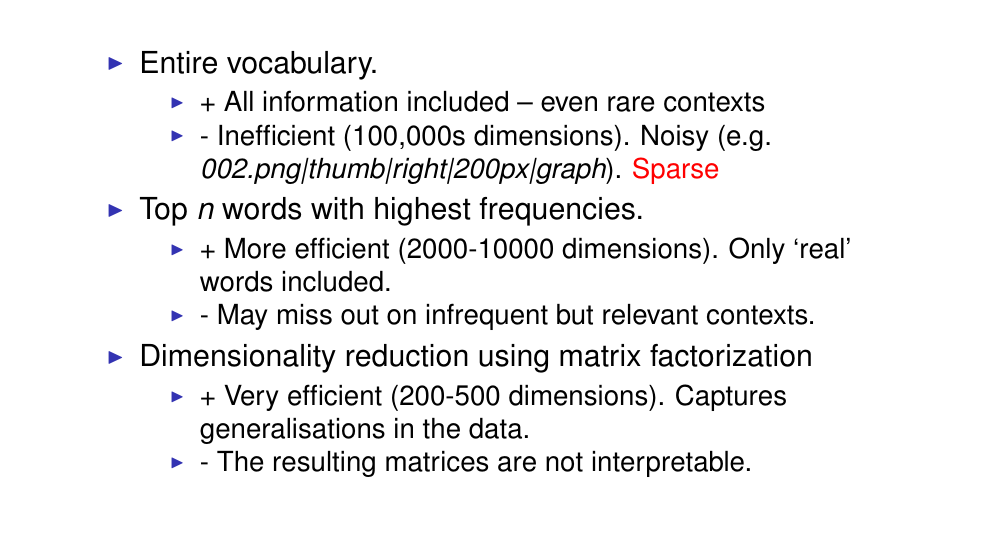 ► Entire vocabulary.
► + All information included – even rare contexts
► - Inefficient (100,000s dimensions). Noisy (e.g.
002.png|thumb|right|200px|graph). Sparse
► Top n words with highest frequencies.
► + More efficient (2000-10000 dimensions). Only ‘real’
words included.
► - May miss out on infrequent but relevant contexts.
► Dimensionality reduction using matrix factorization
► + Very efficient (200-500 dimensions). Captures
generalisations in the data.
► - The resulting matrices are not interpretable.